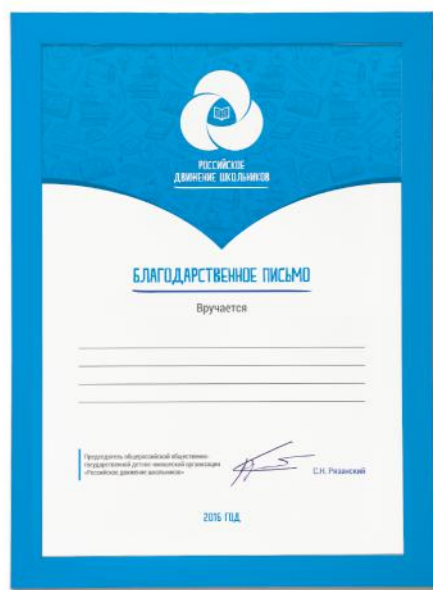 РОССИЙСКОЕ
ДВИЖЕНИЕ ШКОЛЬНИКОВ
БЛАГОДАРСТВЕННОЕ ПИСЬМО
Вручается
Председатель общероссийской общественно-
государственной детско-юношеской организации
«Российское движение школьников»
С.Н. Рязанский
2016 ГОД